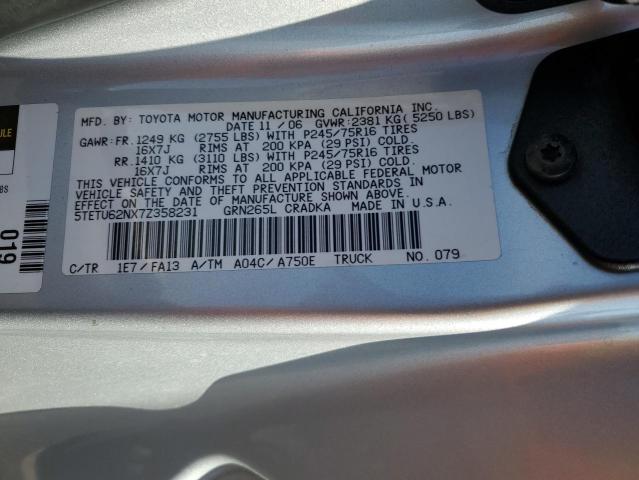 MFD. BY: TOYOTA MOTOR MANUFACTURING CALIFORNIA INC.
DATE 11 / 06 GVWR: 2381 KG( 5250 LBS)
GAWR: FR. 1249 KG (2755 LBS) WITH P245/75R16 TIRES
16X7J RIMS AT 200 KPA (29 PSI) COLD.
RR. 1410 KG (3110 LBS) WITH P245/75R16 TIRES
16X7J RIMS AT 200 KPA (29 PSI) COLD.
THIS VEHICLE CONFORMS TO ALL APPLICABLE FEDERAL MOTOR
VEHICLE SAFETY AND THEFT PREVENTION STANDARDS IN
EFFECT ON THE DATE OF MANUFACTURE SHOWN ABOVE.
5TETU62NX7Z358231 GRN265L CRADKA MADE IN U.S.A.
C/TR 1E7 / FA13 A/TM A04C / A750E TRUCK NO. 079
019